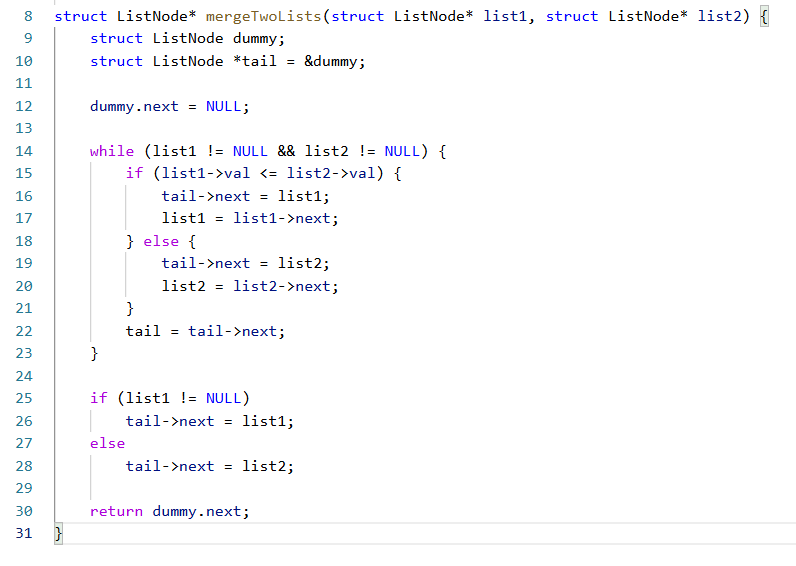 8 struct ListNode* mergeTwoLists(struct ListNode* list1, struct ListNode* list2) {
9     struct ListNode dummy;
10     struct ListNode *tail = &dummy;
11
12     dummy.next = NULL;
13
14     while (list1 != NULL && list2 != NULL) {
15         if (list1->val <= list2->val) {
16             tail->next = list1;
17             list1 = list1->next;
18         } else {
19             tail->next = list2;
20             list2 = list2->next;
21         }
22         tail = tail->next;
23     }
24
25     if (list1 != NULL)
26         tail->next = list1;
27     else
28         tail->next = list2;
29
30     return dummy.next;
31 }